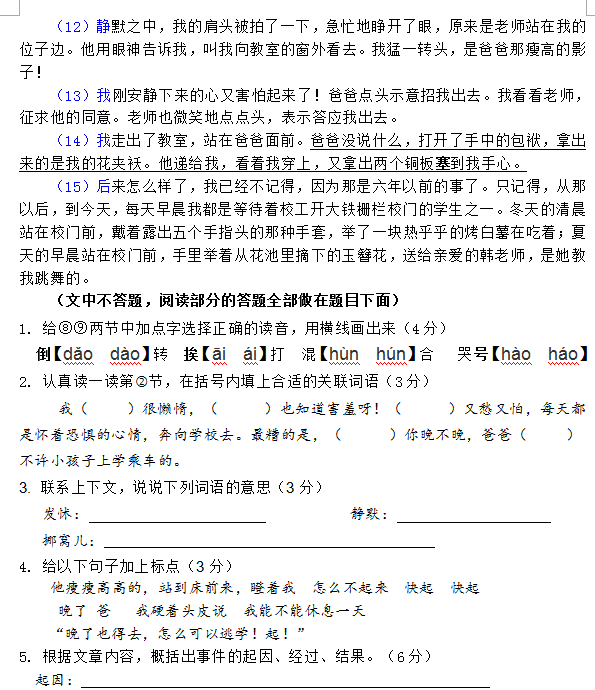 （12）静默之中，我的肩头被拍了一下，急忙地睁开了眼，原来是老师站在我的
位子边。他用眼神告诉我，叫我向教室的窗外看去。我猛一转头，是爸爸那瘦高的影
子！
（13）我刚安静下来的心又害怕起来了！爸爸点头示意招我出去。我看看老师，
征求他的同意。老师也微笑地点点头，表示答应我出去。
（14）我走出了教室，站在爸爸面前。爸爸没说什么，打开了手中的包袱，拿出
来的是我的花夹袄。他递给我，看着我穿上，又拿出两个铜板塞到我手心。
（15）后来怎么样了，我已经不记得，因为那是六年以前的事了。只记得，从那
以后，到今天，每天早晨我都是等待着校工开大铁栅栏校门的学生之一。冬天的清晨
站在校门前，戴着露出五个手指头的那种手套，举了一块热乎乎的烤白薯在吃着；夏
天的早晨站在校门前，手里举着从花池里摘下的玉簪花，送给亲爱的韩老师，是她教
我跳舞的。
（文中不答题，阅读部分的答题全部做在题目下面）
1. 给⑧⑨两节中加点字选择正确的读音，用横线画出来（4分）
倒【dǎo dào】转 挨【āi ái】打 混【hùn hún】合 哭号【hào háo】
2. 认真读一读第②节，在括号内填上合适的关联词语（3分）
我（ ）很懒惰，（ ）也知道害羞呀！（ ）又愁又怕，每天都
是怀着恐惧的心情，奔向学校去。最糟的是，（ ）你晚不晚，爸爸（ ）
不许小孩子上学乘车的。
3. 联系上下文，说说下列词语的意思（3分）
发怵：	静默：
挪窝儿：
4. 给以下句子加上标点（3分）
他瘦瘦高高的，站到床前来，瞪着我 怎么不起来 快起 快起
晚了 爸 我硬着头皮说 我能不能休息一天
“晚了也得去，怎么可以逃学！起！”
5. 根据文章内容，概括出事件的起因、经过、结果。（6分）
起因：